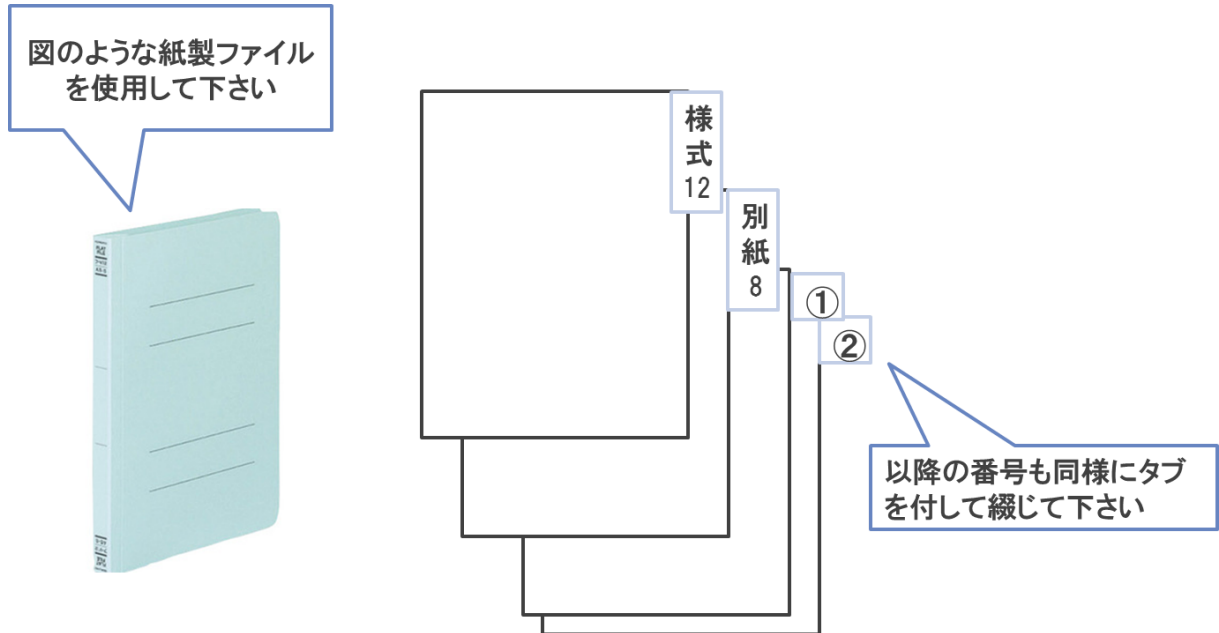 図のような紙製ファイル
を使用して下さい
様
式
12
別
紙
8
①
②
以降の番号も同様にタブ
を付して綴じて下さい